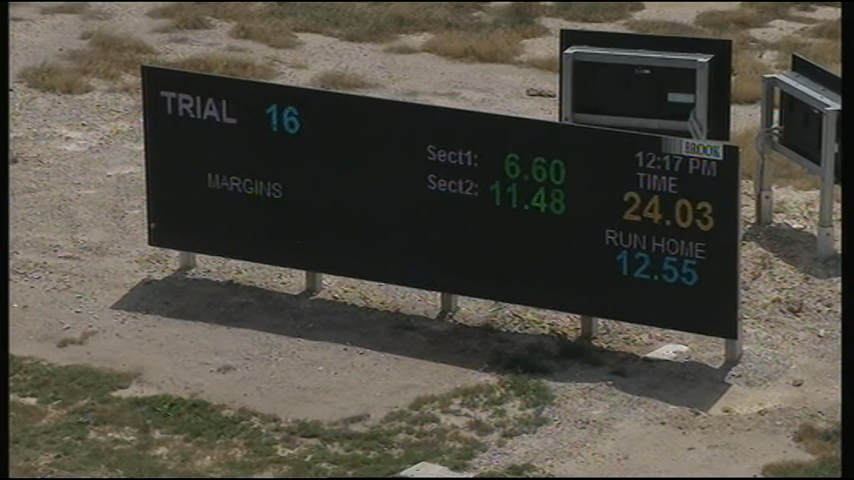 TRIAL 16
MARGINS
Sect1: 6.60
Sect2: 11.48
BROOK
12:17 PM
TIME
24.03
RUN HOME
12.55